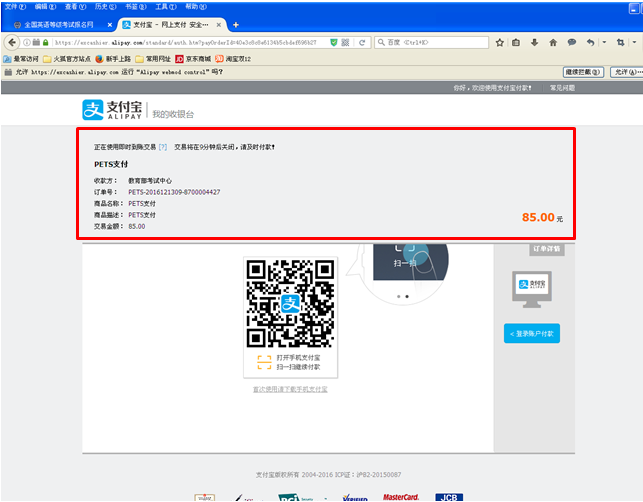 文件(F) 编辑(E) 查看(V) 历史(S) 书签(B) 工具(T) 帮助(H)
全国英语等级考试报名网
支付宝 - 网上支付 安全…
百度 <Ctrl+K>
最常访问 火狐官方站点 新手上路 常用网址 京东商城 淘宝双12
允许 https://excashier.alipay.com 运行 "Alipay webmod control" 吗？
继续拦截(B) 允许(A)…
你好，欢迎使用支付宝付款！ 常见问题
支付宝
ALIPAY
我的收银台
正在使用即时到账交易 [?] 交易将在9分钟后关闭，请及时付款！
PETS支付
收款方： 教育部考试中心
订单号： PETS-2016121309-8700004427
商品名称： PETS支付
商品描述： PETS支付
85.00 元
交易金额： 85.00
订单详情
扫一扫
支付宝
< 登录账户付款
打开手机支付宝
扫一扫继续付款
首次使用请下载手机支付宝
支付宝版权所有 2004-2016 ICP证：沪B2-20150087
VERIFIED
MasterCard.
JCB